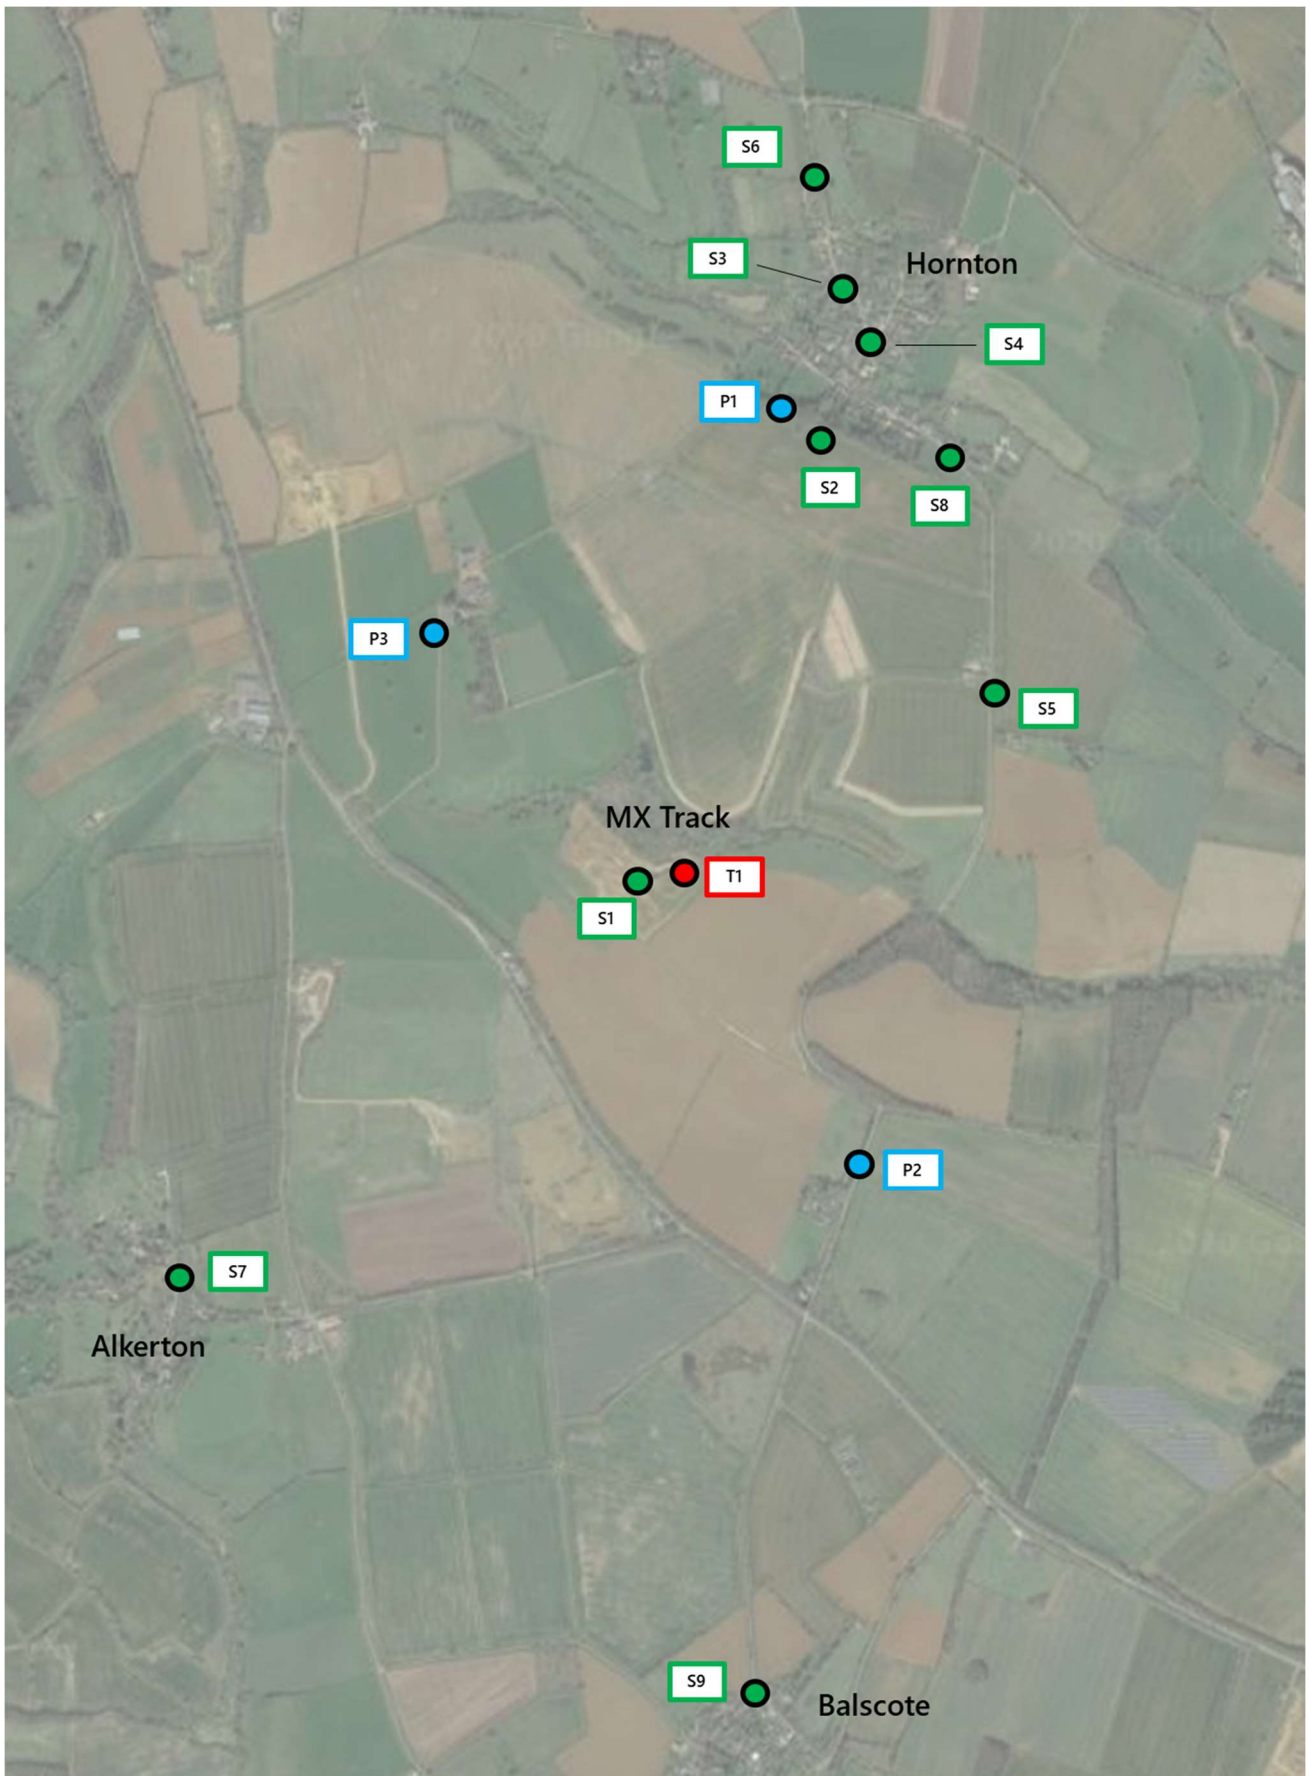 S6
S3
Hornton
S4
P1
S2
S8
P3
S5
MX Track
T1
S1
P2
S7
Alkerton
S9
Balscote